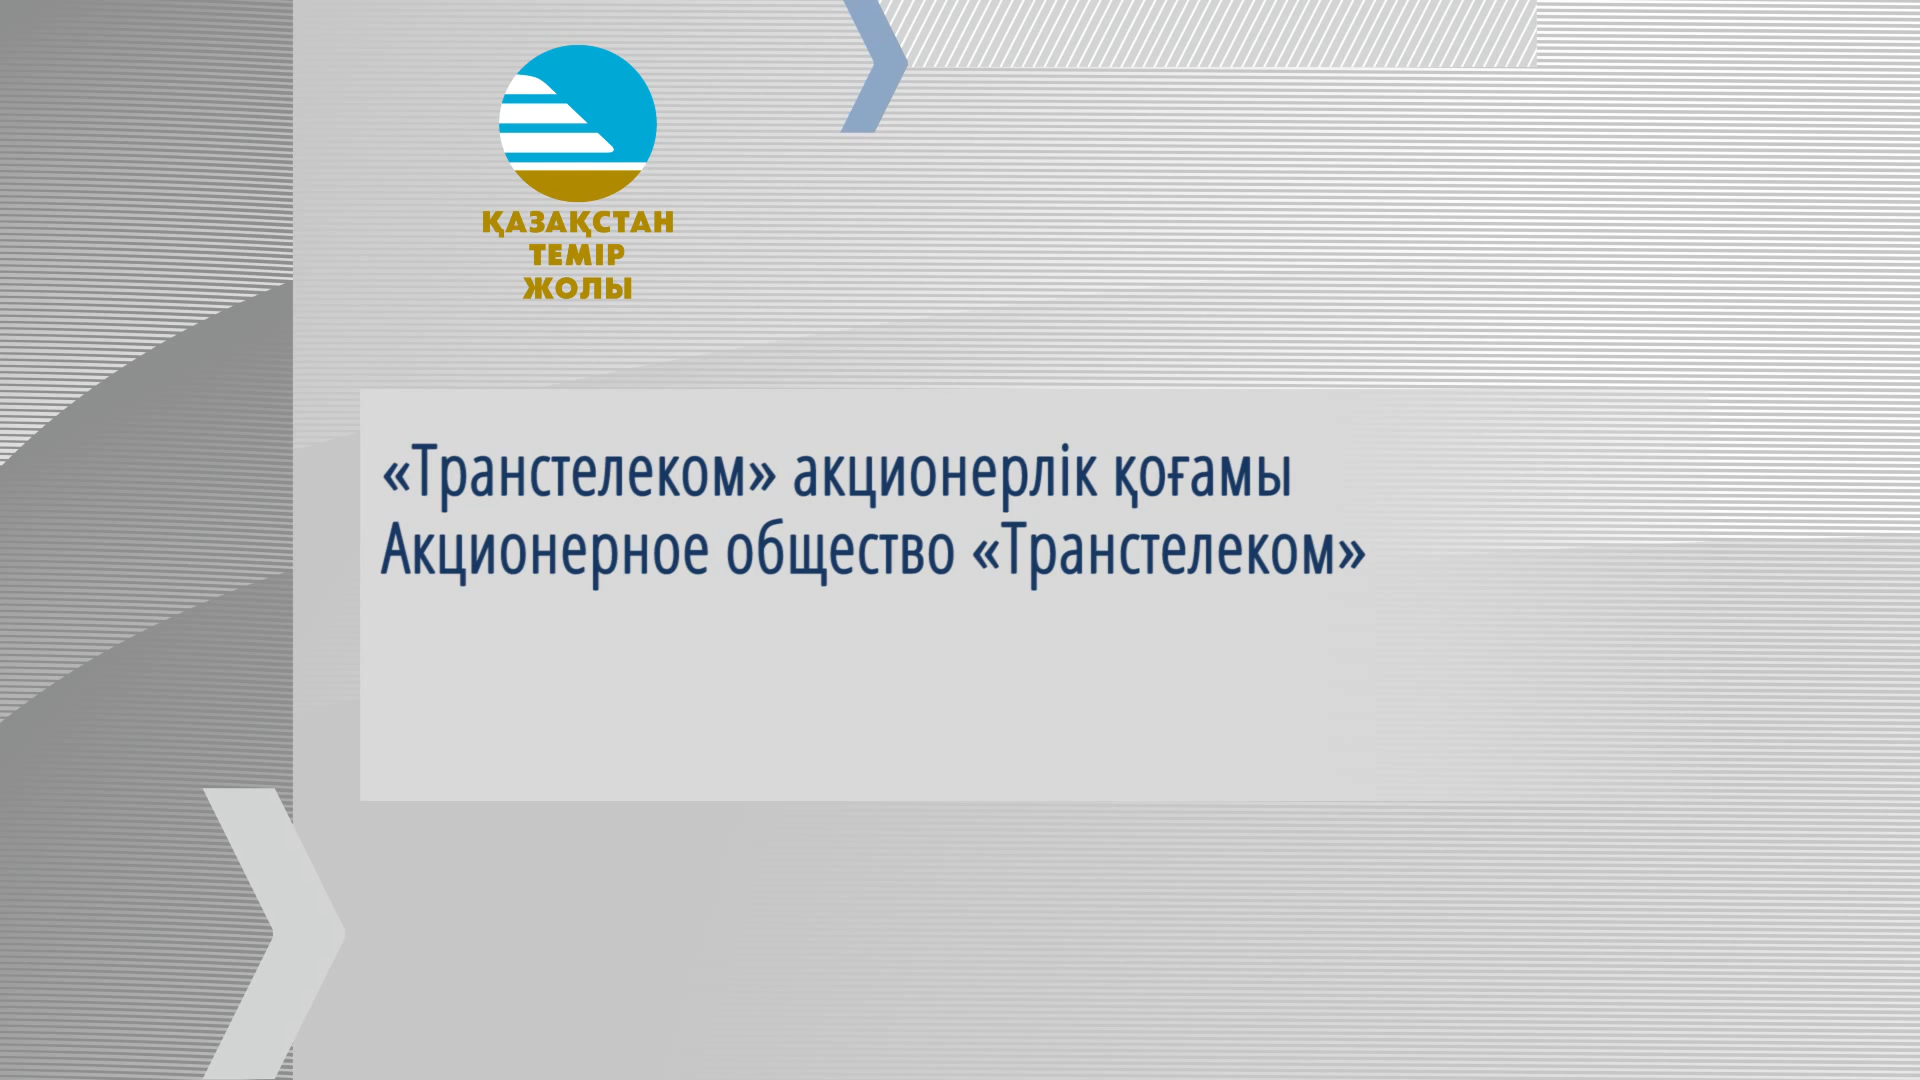 ҚАЗАҚСТАН
ТЕМІР
ЖОЛЫ
«Транстелеком» акционерлік қоғамы
Акционерное общество «Транстелеком»